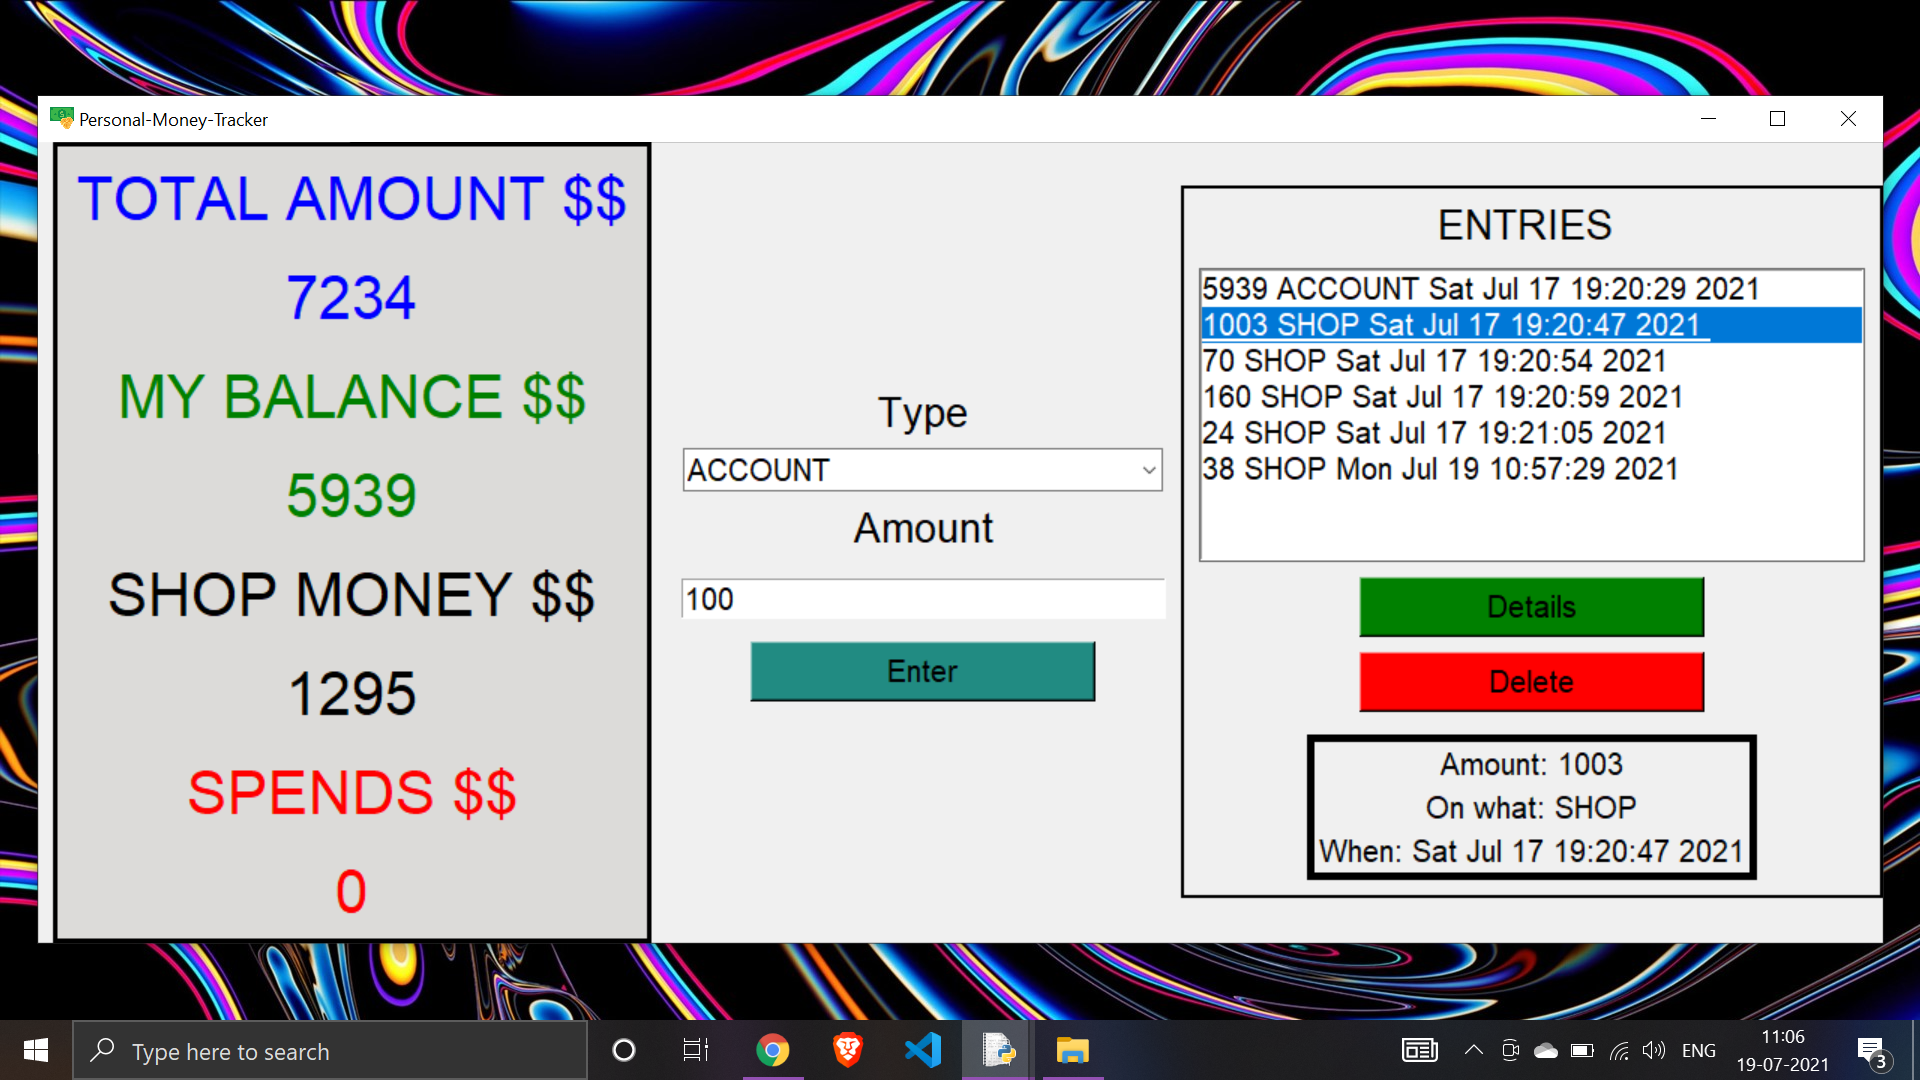 Personal-Money-Tracker
TOTAL AMOUNT $$
7234
MY BALANCE $$
5939
SHOP MONEY $$
1295
SPENDS $$
0
Type
ACCOUNT
Amount
100
Enter
ENTRIES
5939 ACCOUNT Sat Jul 17 19:20:29 2021
1003 SHOP Sat Jul 17 19:20:47 2021
70 SHOP Sat Jul 17 19:20:54 2021
160 SHOP Sat Jul 17 19:20:59 2021
24 SHOP Sat Jul 17 19:21:05 2021
38 SHOP Mon Jul 19 10:57:29 2021
Details
Delete
Amount: 1003
On what: SHOP
When: Sat Jul 17 19:20:47 2021
Type here to search
ENG
11:06
19-07-2021
3